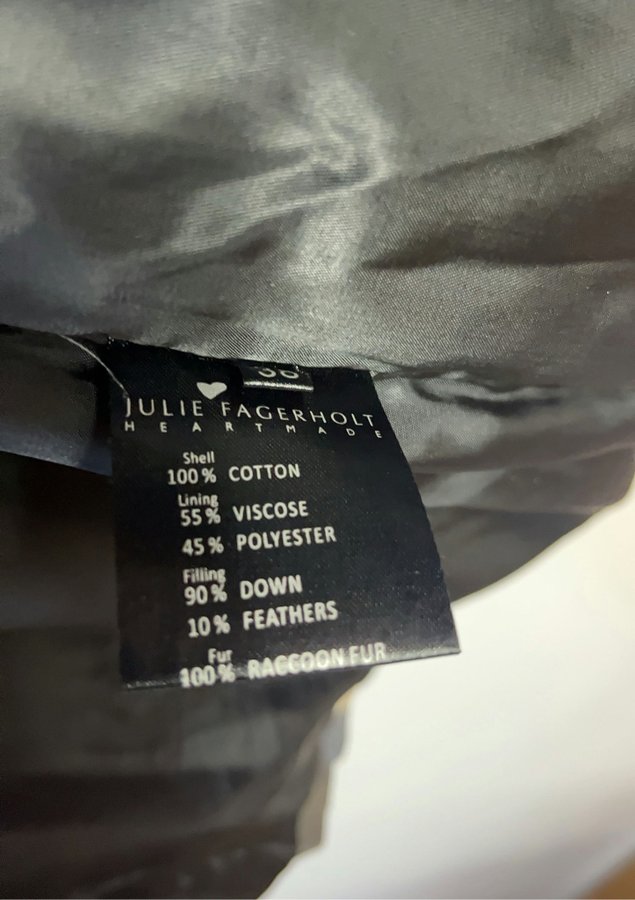 JULIE FAGERHOLT
HEARTMADE
Shell
100% COTTON
Lining
55% VISCOSE
45% POLYESTER
Filling
90% DOWN
10% FEATHERS
Fur
100% RACCOON FUR